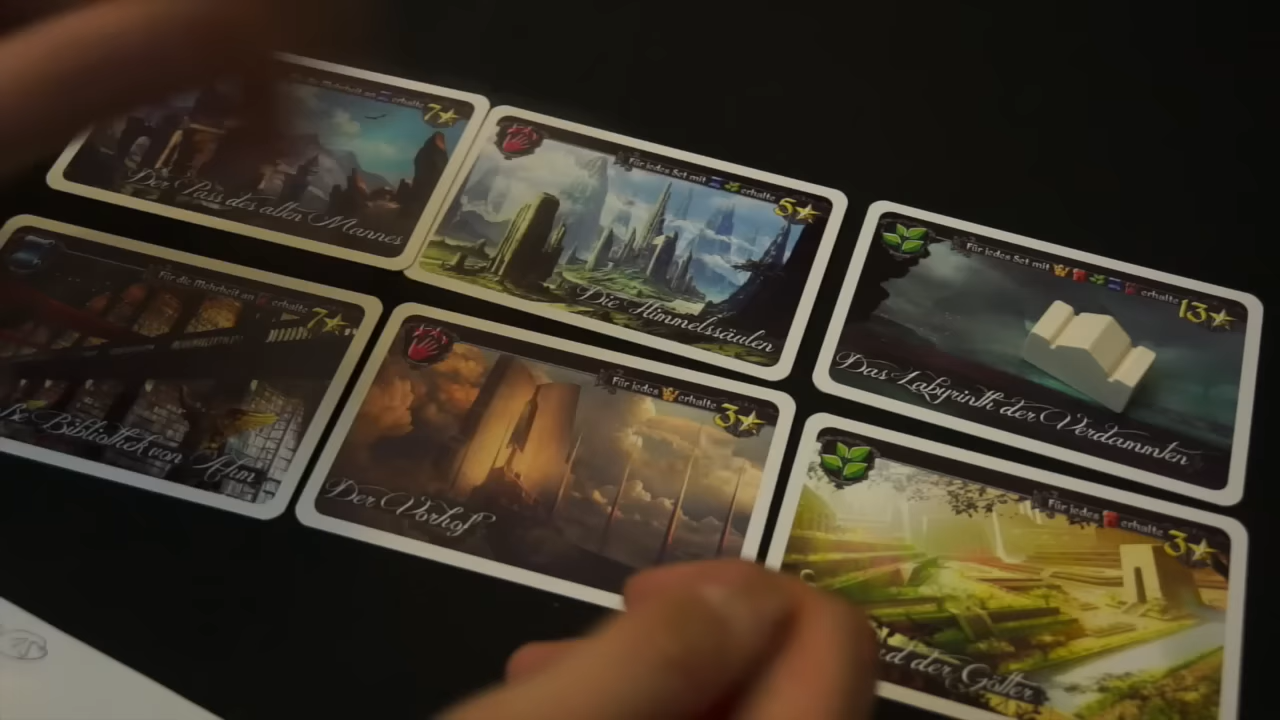 die Mehrheit an erhalte 7
Der Pass des alten Mannes
Für jedes Set mit erhalte 5
Die Himmelssäulen
Für jedes Set mit erhalte 13
Das Labyrinth der Verdammten
Für die Mehrheit an erhalte 7
Die Bibliothek von Ahm
Für jedes erhalte 3
Der Vorhof
Für jedes erhalte 3
der Götter